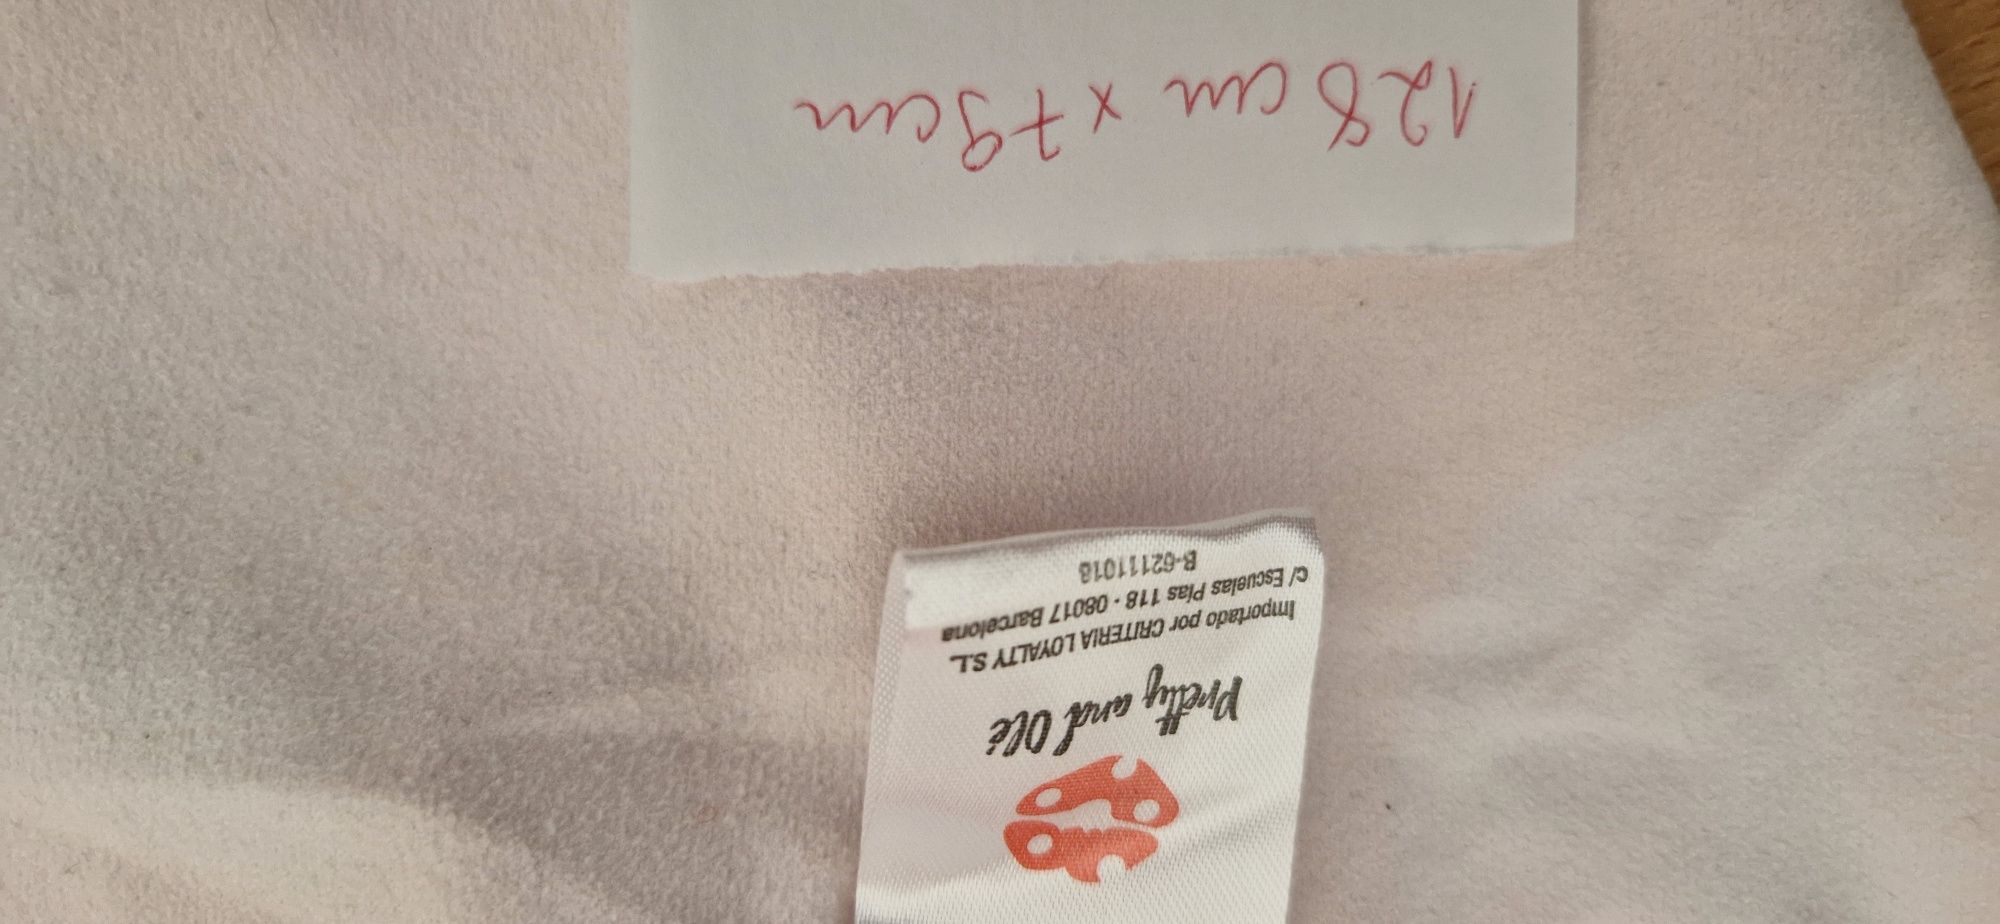 Pretty and Olé
Importado por CRITERIA LOYALTY S.L.
C/ Escuelas Pías 118 - 08017 Barcelona
B-62111018
128 cm x 79 cm